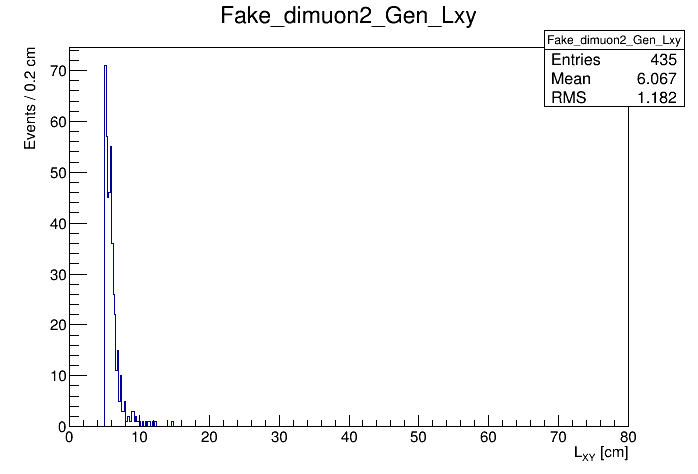 Fake_dimuon2_Gen_Lxy
Fake_dimuon2_Gen_Lxy
Entries 435
Mean 6.067
RMS 1.182
Events / 0.2 cm
70
60
50
40
30
20
10
0
0 10 20 30 40 50 60 70 80
LXY [cm]